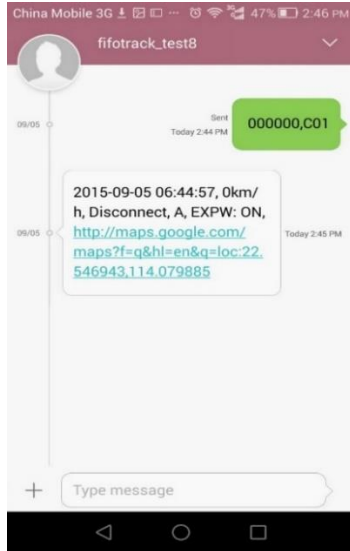 China Mobile 3G ... 47% 2:46 PM
fifotrack_test8
09/05
Sent
Today 2:44 PM
000000,C01
2015-09-05 06:44:57, 0km/
h, Disconnect, A, EXPW: ON,
http://maps.google.com/
maps?f=q&hl=en&q=loc:22.
546943,114.079885
09/05
Today 2:45 PM
Type message